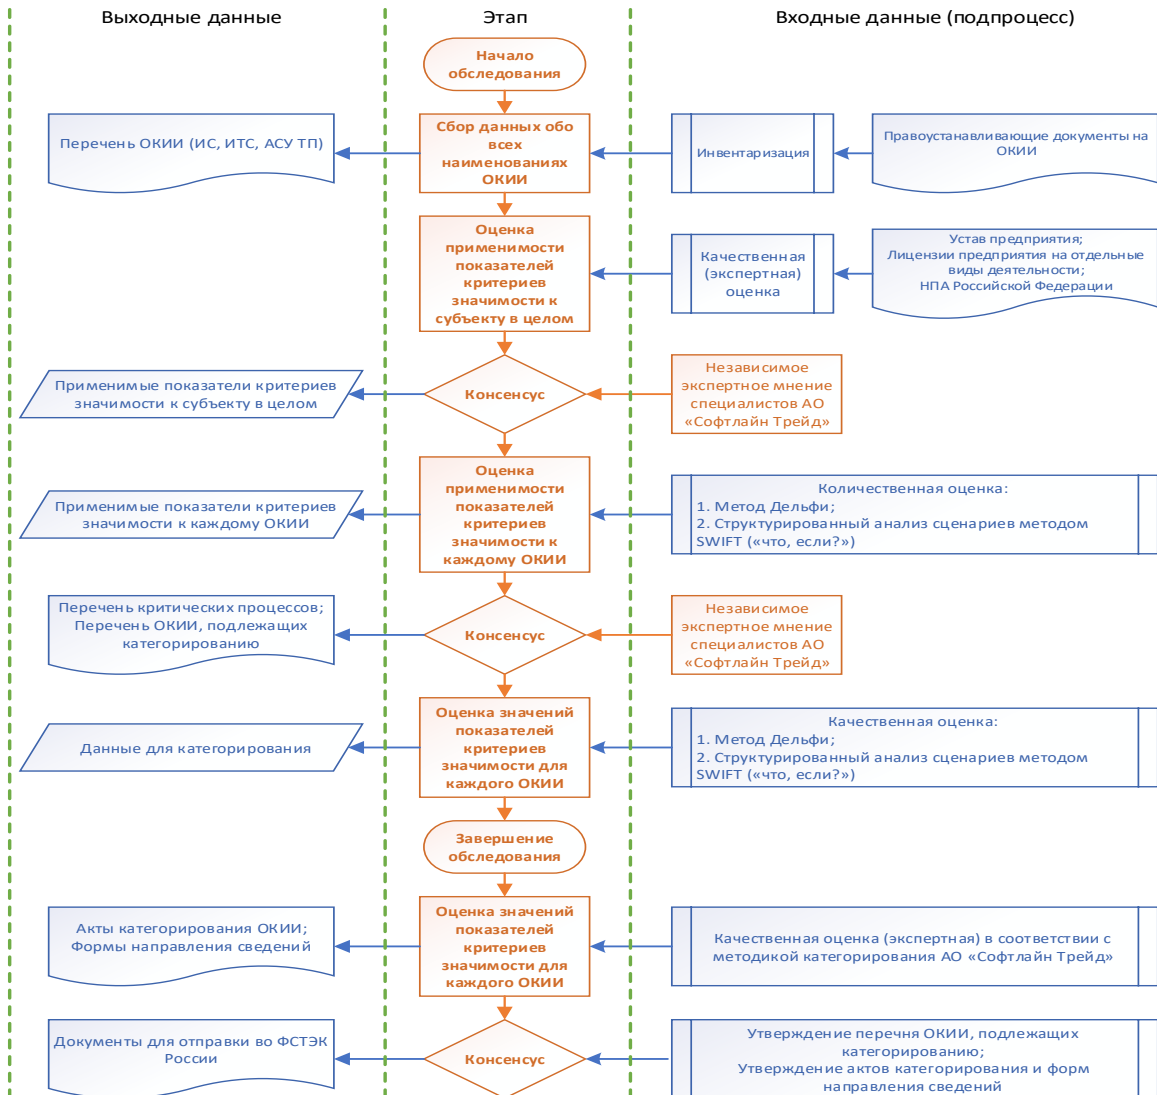 Выходные данные
Этап
Входные данные (подпроцесс)
Начало
обследования
Перечень ОКИИ (ИС, ИТС, АСУ ТП)
Сбор данных обо
всех
наименованиях
ОКИИ
Инвентаризация
Правоустанавливающие документы на
ОКИИ
Оценка
применимости
показателей
критериев
значимости к
субъекту в целом
Качественная
(экспертная)
оценка
Устав предприятия;
Лицензии предприятия на отдельные
виды деятельности;
НПА Российской Федерации
Применимые показатели критериев
значимости к субъекту в целом
Консенсус
Независимое
экспертное мнение
специалистов АО
«Софтлайн Трейд»
Применимые показатели критериев
значимости к каждому ОКИИ
Оценка
применимости
показателей
критериев
значимости к
каждому ОКИИ
Количественная оценка:
1. Метод Дельфи;
2. Структурированный анализ сценариев методом
SWIFT («что, если?»)
Перечень критических процессов;
Перечень ОКИИ, подлежащих
категорированию
Консенсус
Независимое
экспертное мнение
специалистов АО
«Софтлайн Трейд»
Данные для категорирования
Оценка значений
показателей
критериев
значимости для
каждого ОКИИ
Качественная оценка:
1. Метод Дельфи;
2. Структурированный анализ сценариев методом
SWIFT («что, если?»)
Завершение
обследования
Акты категорирования ОКИИ;
Формы направления сведений
Оценка значений
показателей
критериев
значимости для
каждого ОКИИ
Качественная оценка (экспертная) в соответствии с
методикой категорирования АО «Софтлайн Трейд»
Документы для отправки во ФСТЭК
России
Консенсус
Утверждение перечня ОКИИ, подлежащих
категорированию;
Утверждение актов категорирования и форм
направления сведений